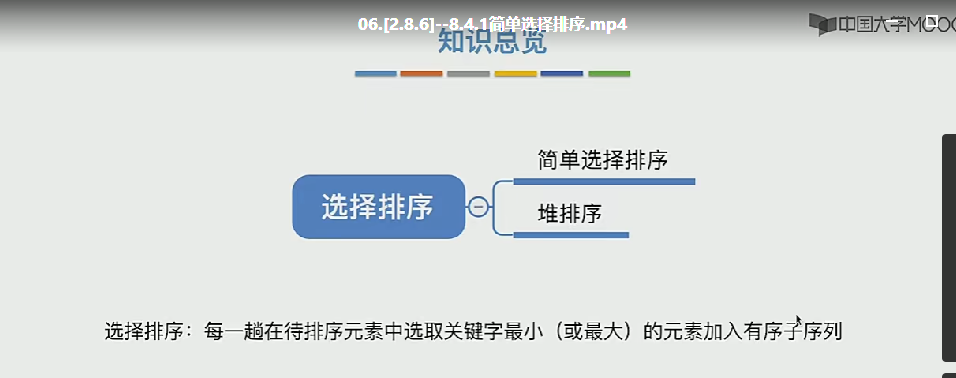 06.[2.8.6]--8.4.1简单选择排序.mp4
中国大学MOOC
知识总览
简单选择排序
选择排序
堆排序
选择排序：每一趟在待排序元素中选取关键字最小（或最大）的元素加入有序子序列